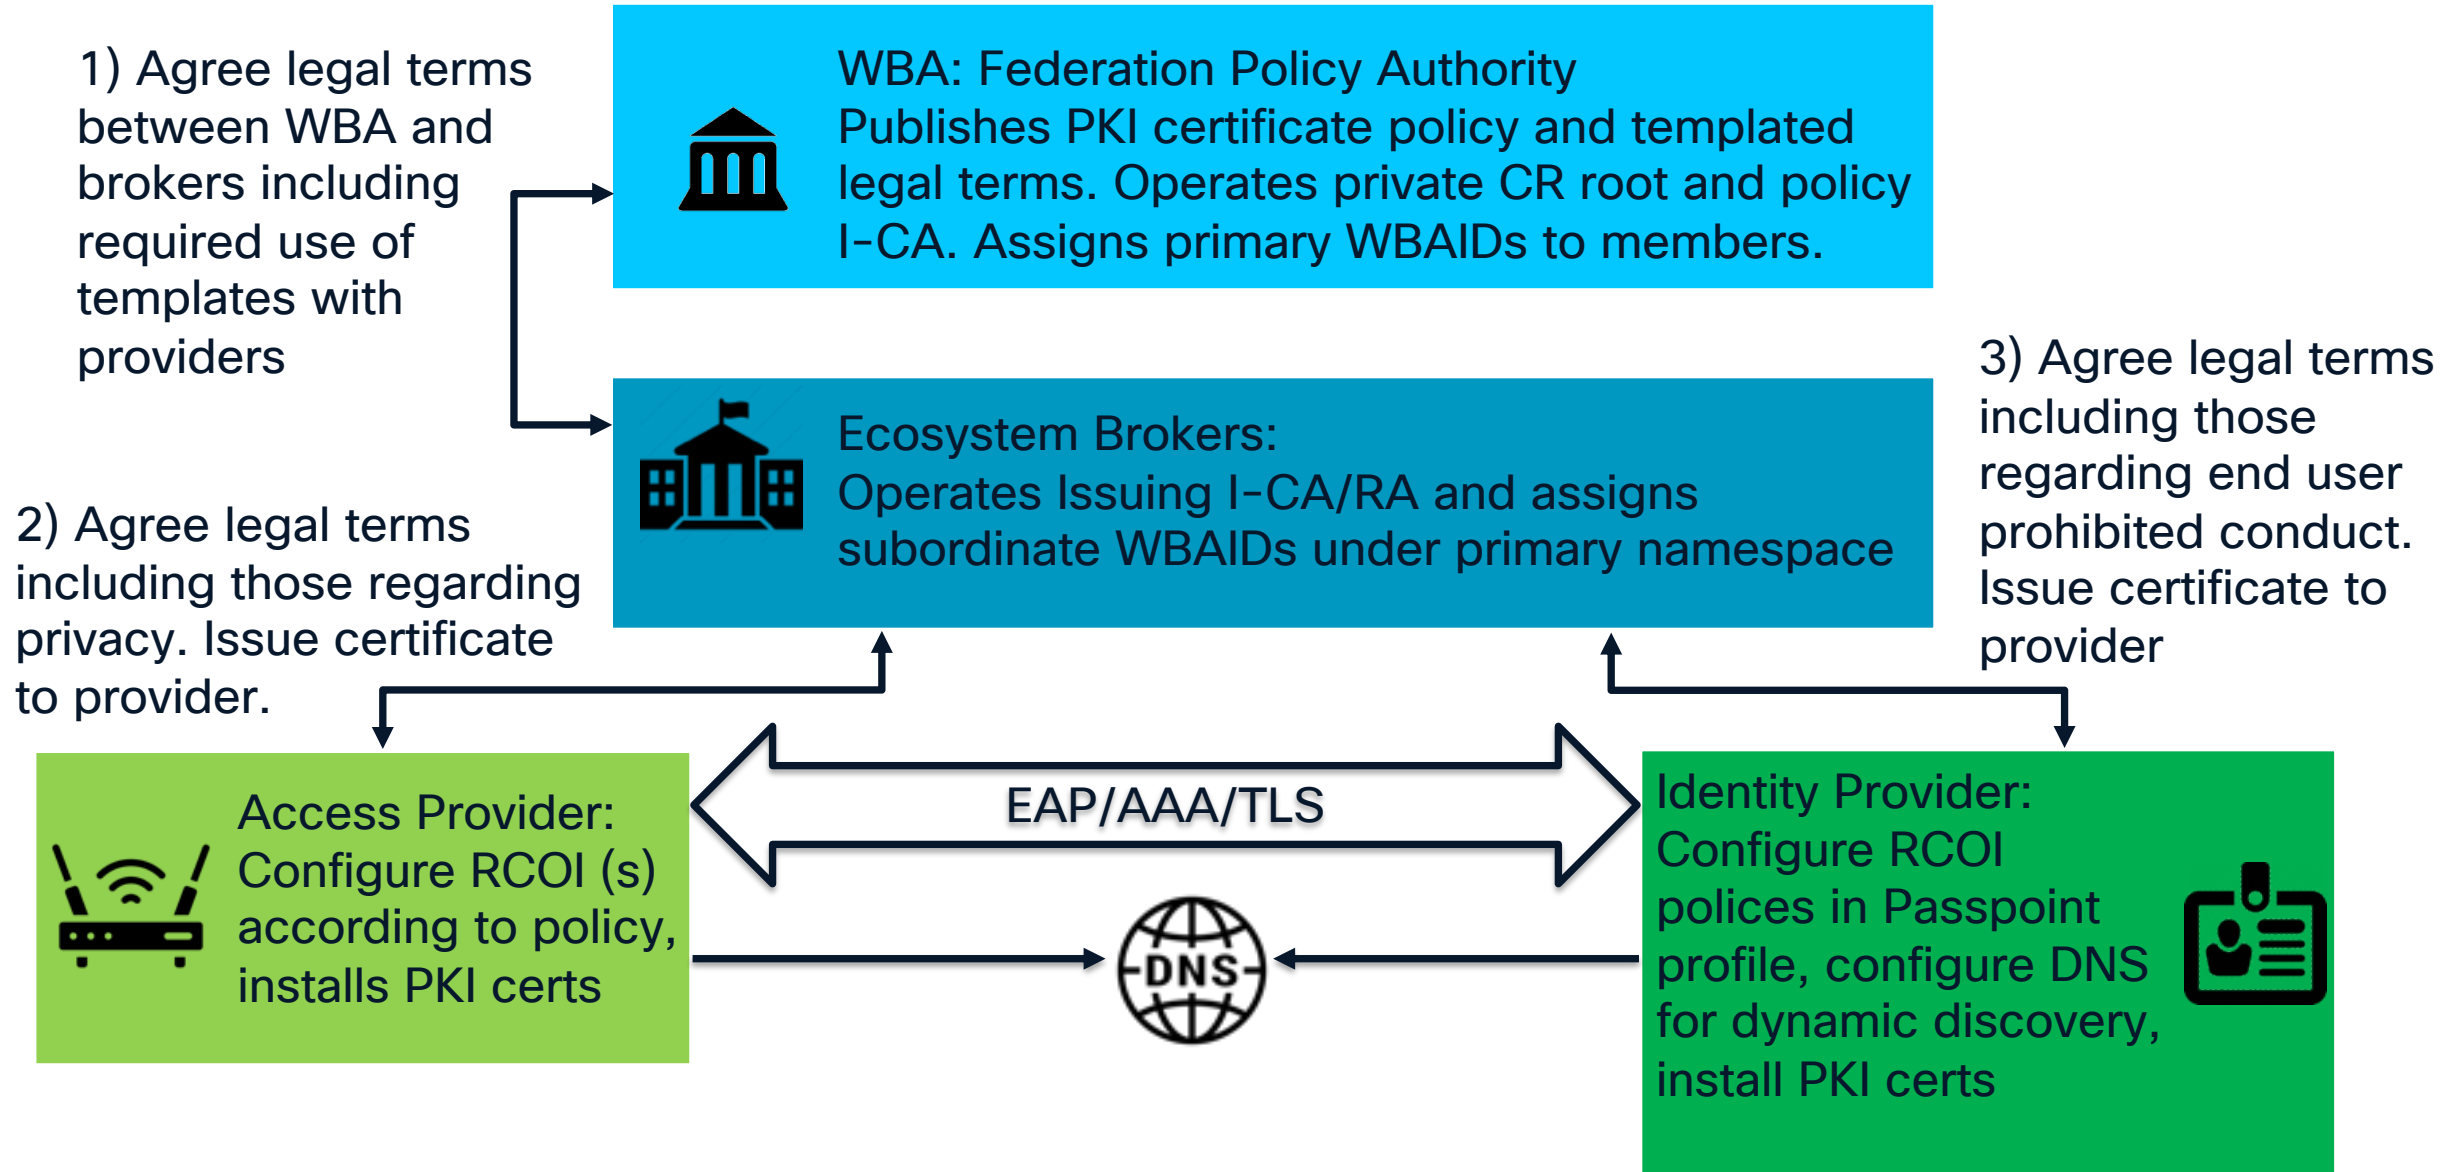 1) Agree legal terms
between WBA and
brokers including
required use of
templates with
providers
WBA: Federation Policy Authority
Publishes PKI certificate policy and templated
legal terms. Operates private CR root and policy
I-CA. Assigns primary WBAIDs to members.
Ecosystem Brokers:
Operates Issuing I-CA/RA and assigns
subordinate WBAIDs under primary namespace
2) Agree legal terms
including those regarding
privacy. Issue certificate
to provider.
3) Agree legal terms
including those
regarding end user
prohibited conduct.
Issue certificate to
provider
Access Provider:
Configure RCOI (s)
according to policy,
installs PKI certs
EAP/AAA/TLS
DNS
Identity Provider:
Configure RCOI
polices in Passpoint
profile, configure DNS
for dynamic discovery,
install PKI certs